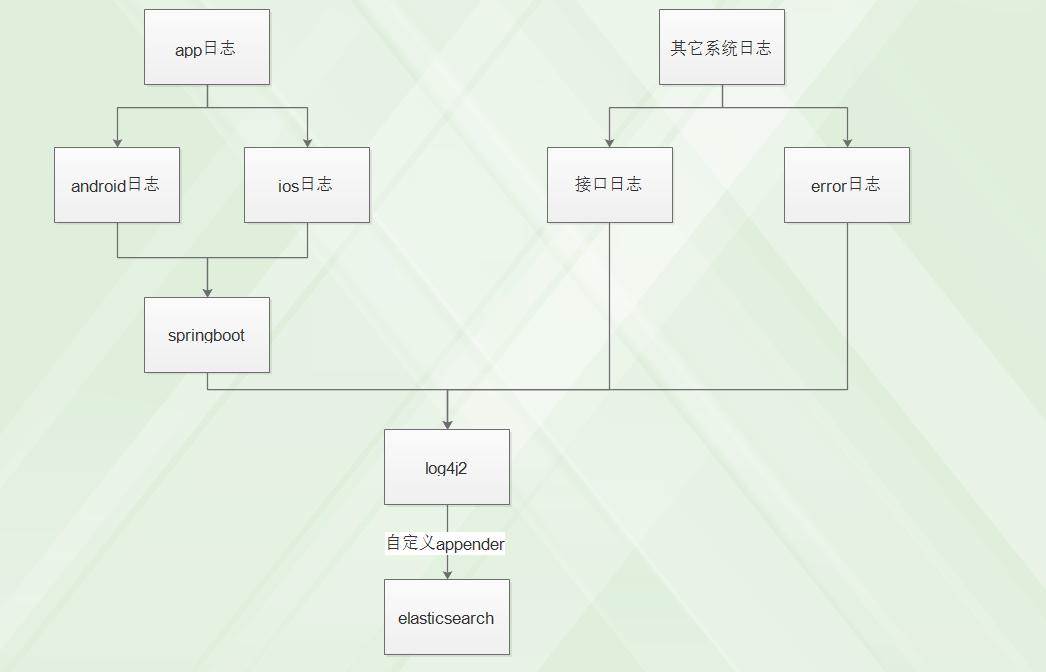 app日志
其它系统日志
android日志
ios日志
接口日志
error日志
springboot
log4j2
自定义appender
elasticsearch